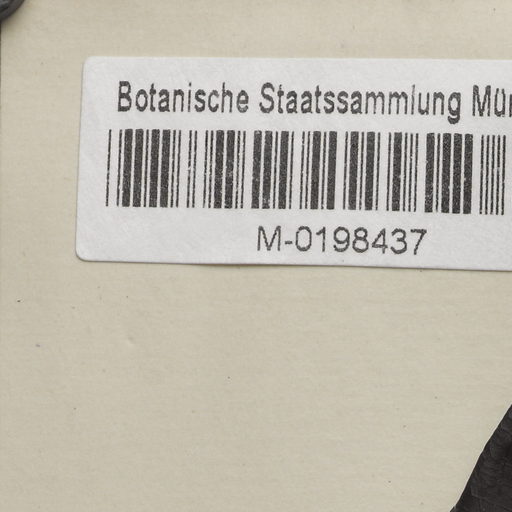 Botanische Staatssammlung Mün
M-0198437